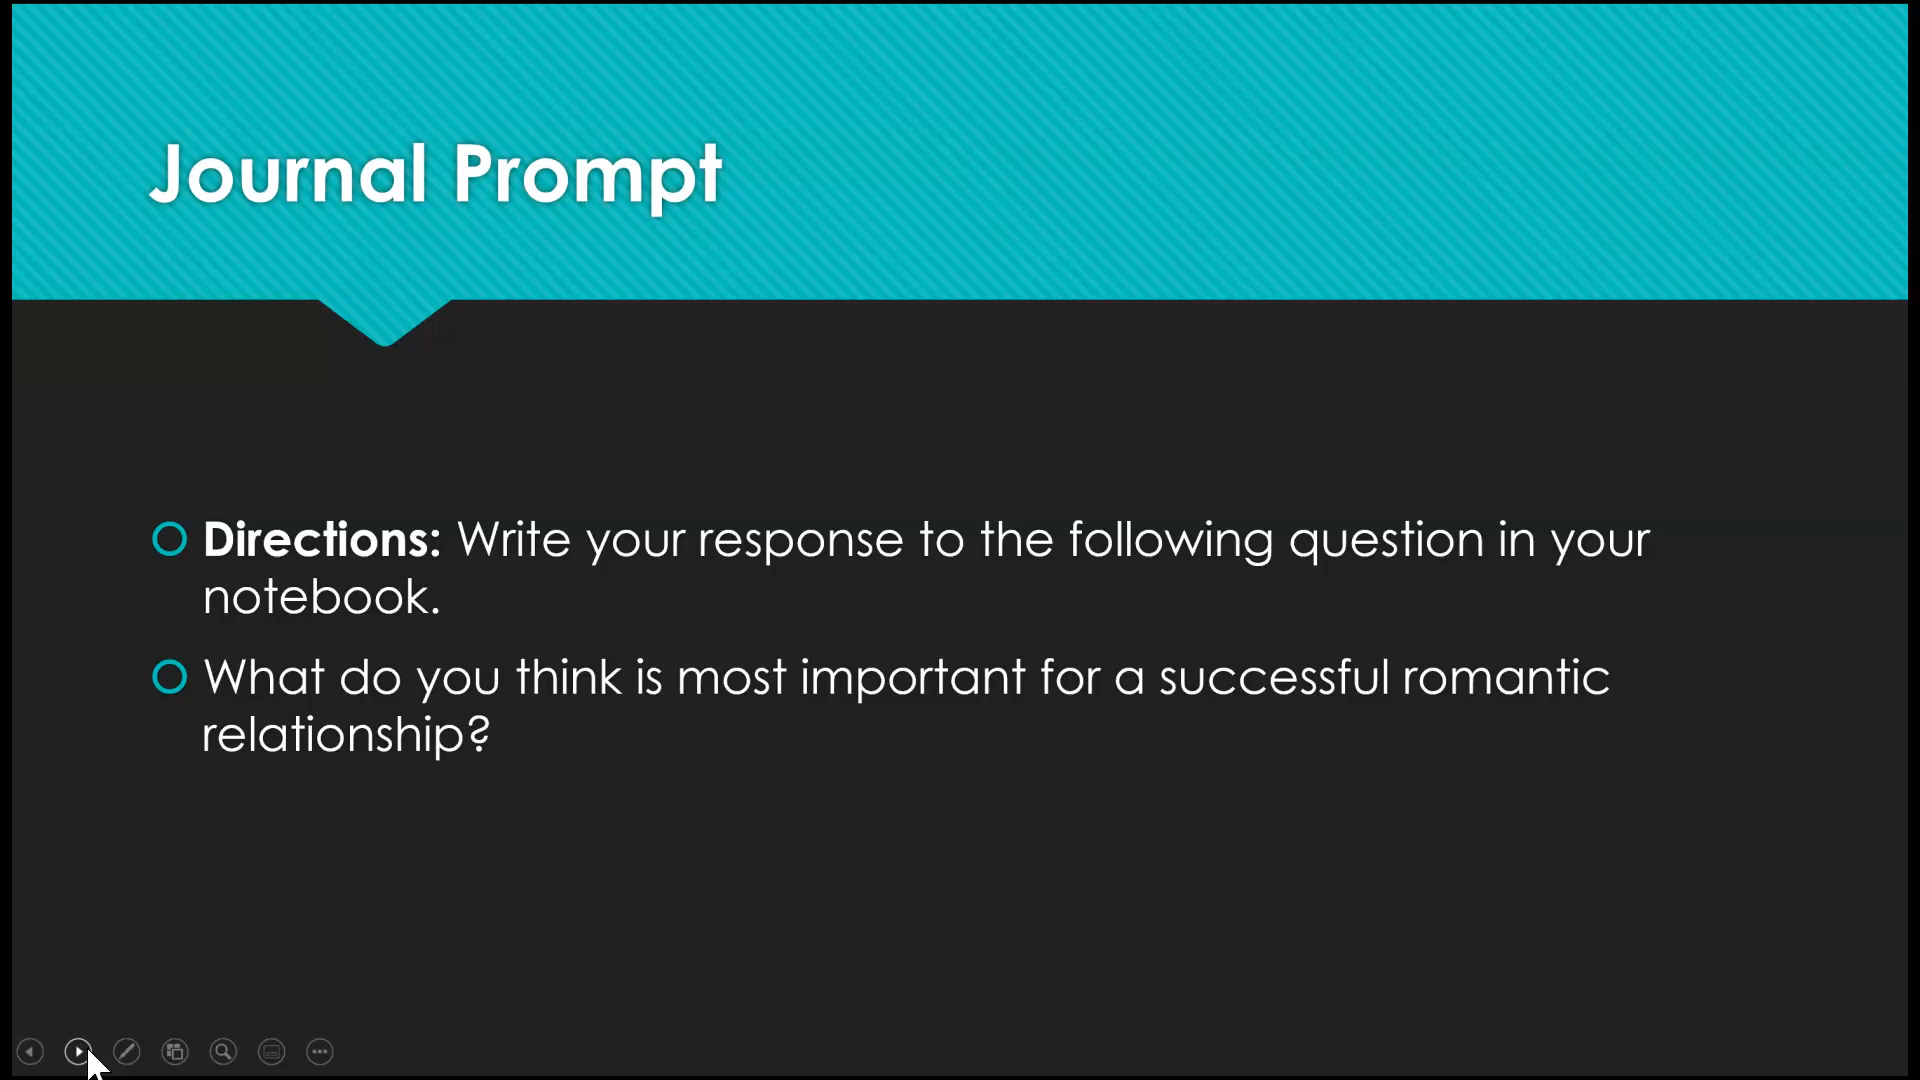 Journal Prompt
Directions: Write your response to the following question in your
notebook.
What do you think is most important for a successful romantic
relationship?